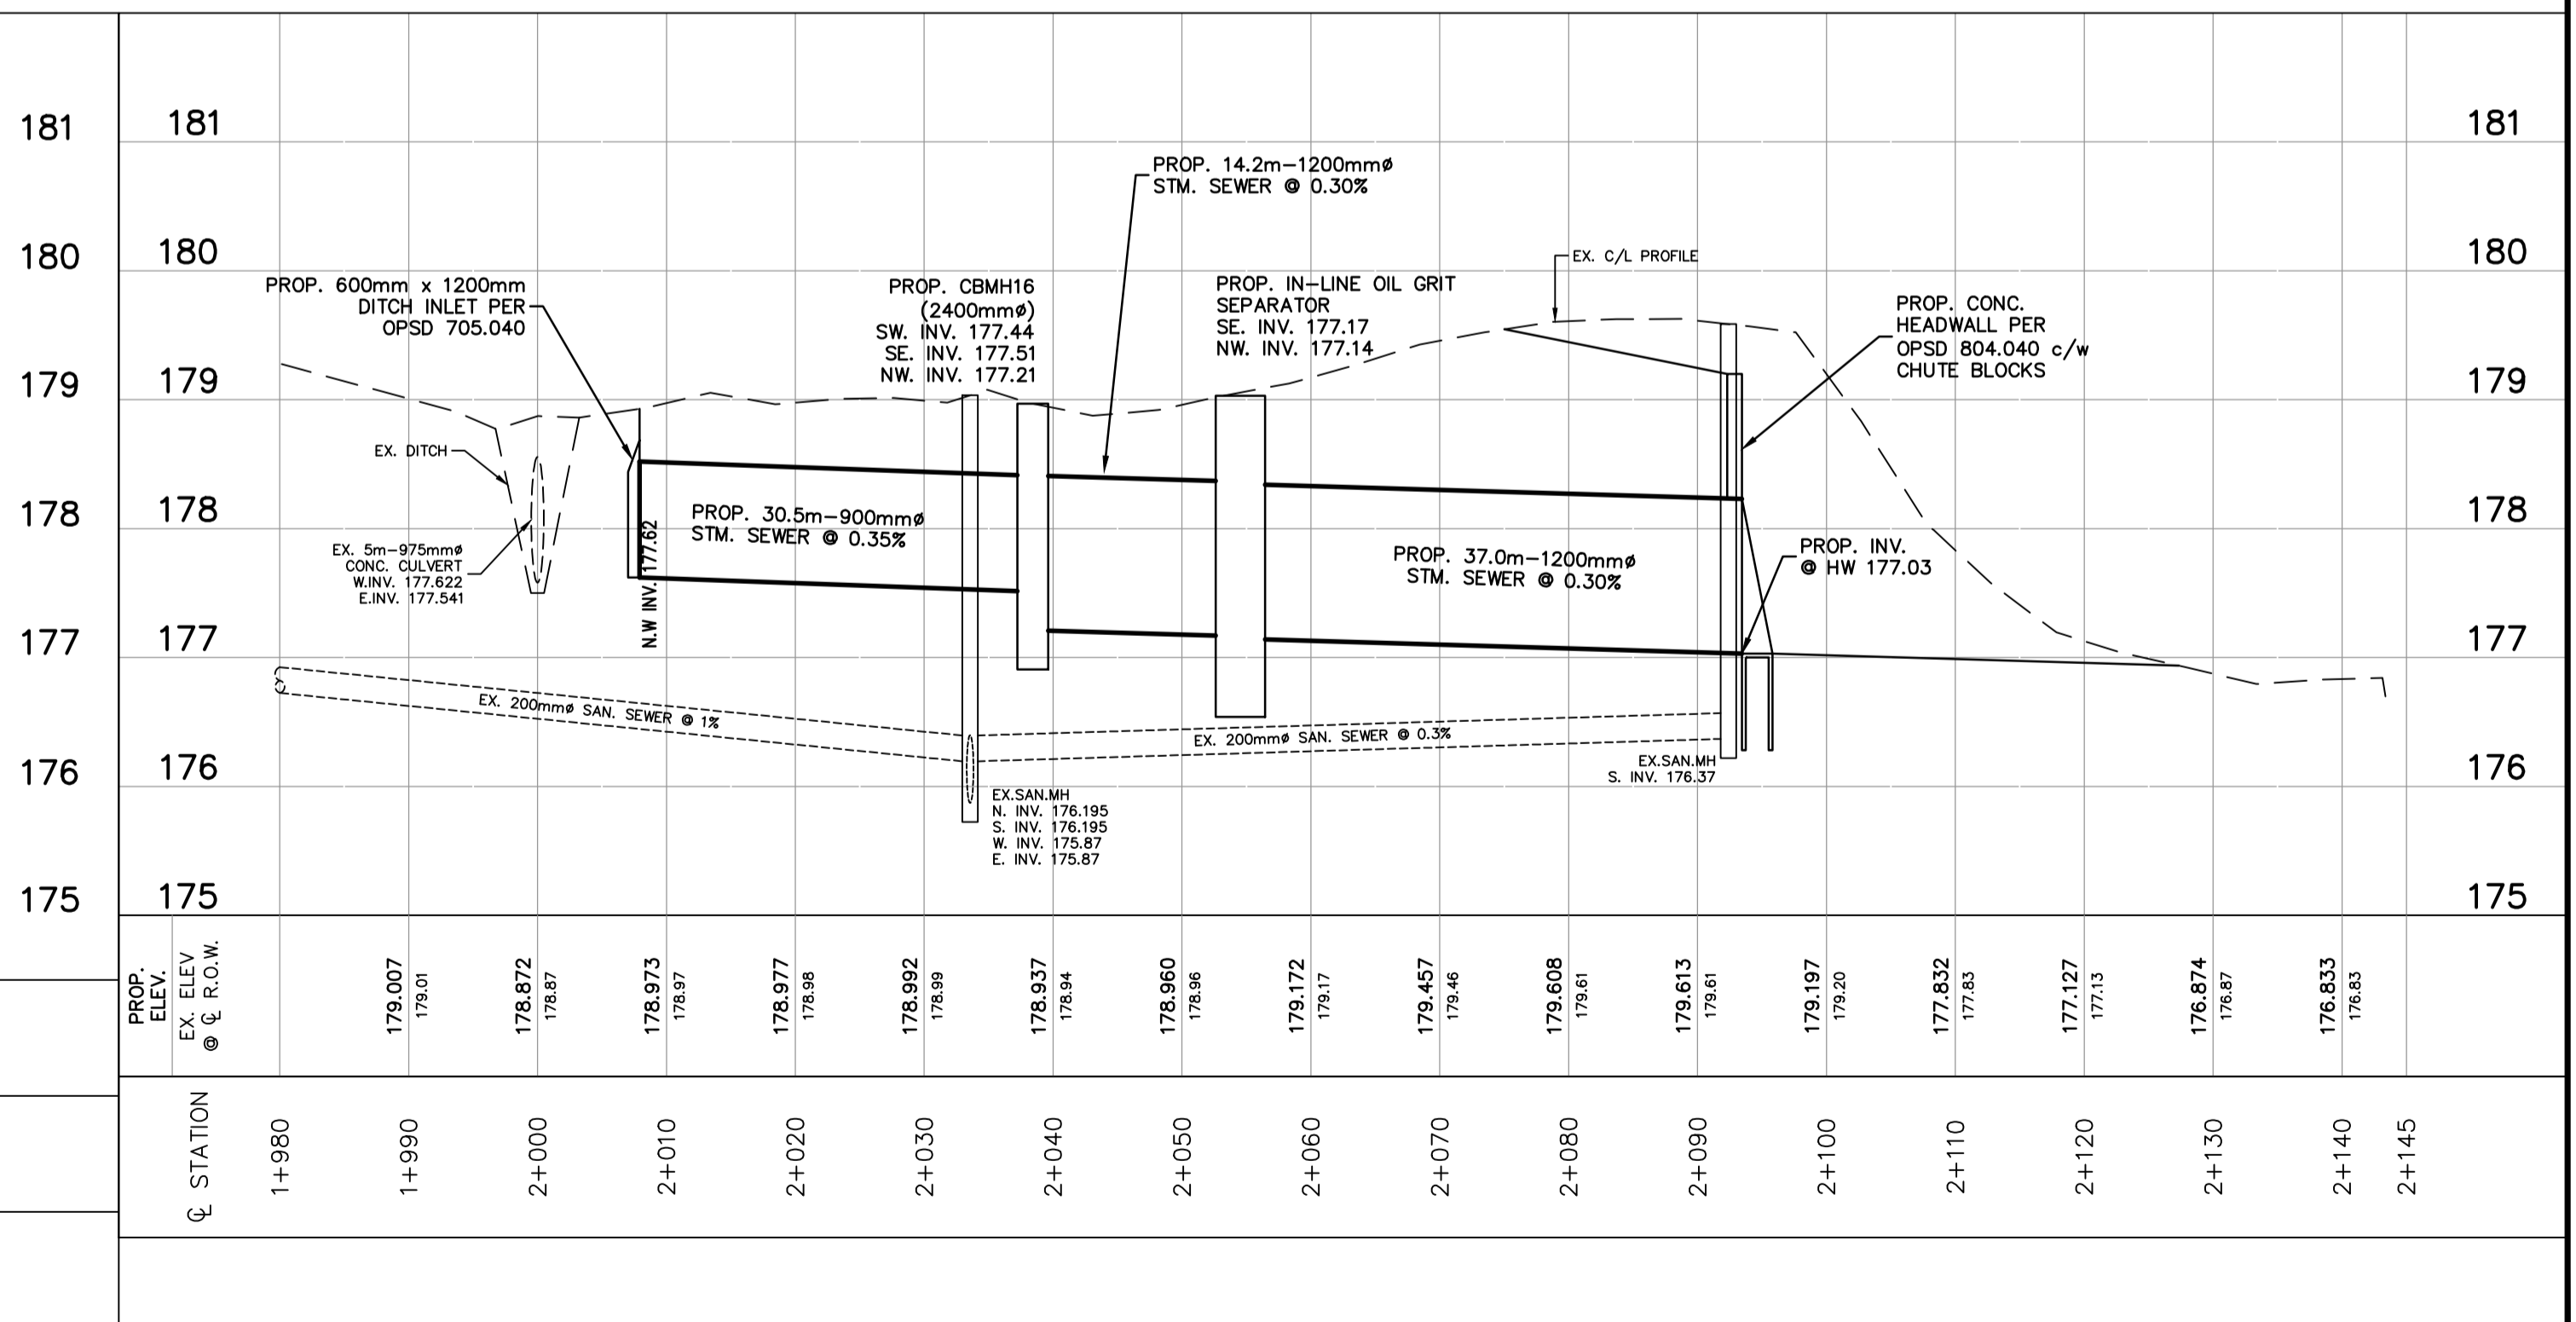 181
180
179
178
177
176
175
181
180
179
178
177
176
175
181
180
179
178
177
176
175
PROP. 14.2m-1200mmø
STM. SEWER @ 0.30%
EX. C/L PROFILE
PROP. 600mm x 1200mm
DITCH INLET PER
OPSD 705.040
PROP. CBMH16
(2400mmø)
SW. INV. 177.44
SE. INV. 177.51
NW. INV. 177.21
PROP. IN-LINE OIL GRIT
SEPARATOR
SE. INV. 177.17
NW. INV. 177.14
PROP. CONC.
HEADWALL PER
OPSD 804.040 c/w
CHUTE BLOCKS
EX. DITCH
EX. 5m-975mmø
CONC. CULVERT
W.INV. 177.622
E.INV. 177.541
N.W INV. 177.62
PROP. 30.5m-900mmø
STM. SEWER @ 0.35%
PROP. 37.0m-1200mmø
STM. SEWER @ 0.30%
PROP. INV.
@ HW 177.03
EX. 200mmø SAN. SEWER @ 1%
EX. 200mmø SAN. SEWER @ 0.3%
EX.SAN.MH
S. INV. 176.37
EX.SAN.MH
N. INV. 176.195
S. INV. 176.195
W. INV. 175.87
E. INV. 175.87
PROP.
ELEV.
EX. ELEV
@ ℄ R.O.W.
179.007
179.01
178.872
178.87
178.973
178.97
178.977
178.98
178.992
178.99
178.937
178.94
178.960
178.96
179.172
179.17
179.457
179.46
179.608
179.61
179.613
179.61
179.197
179.20
177.832
177.83
177.127
177.13
176.874
176.87
176.833
176.83
℄ STATION
1+980
1+990
2+000
2+010
2+020
2+030
2+040
2+050
2+060
2+070
2+080
2+090
2+100
2+110
2+120
2+130
2+140
2+145